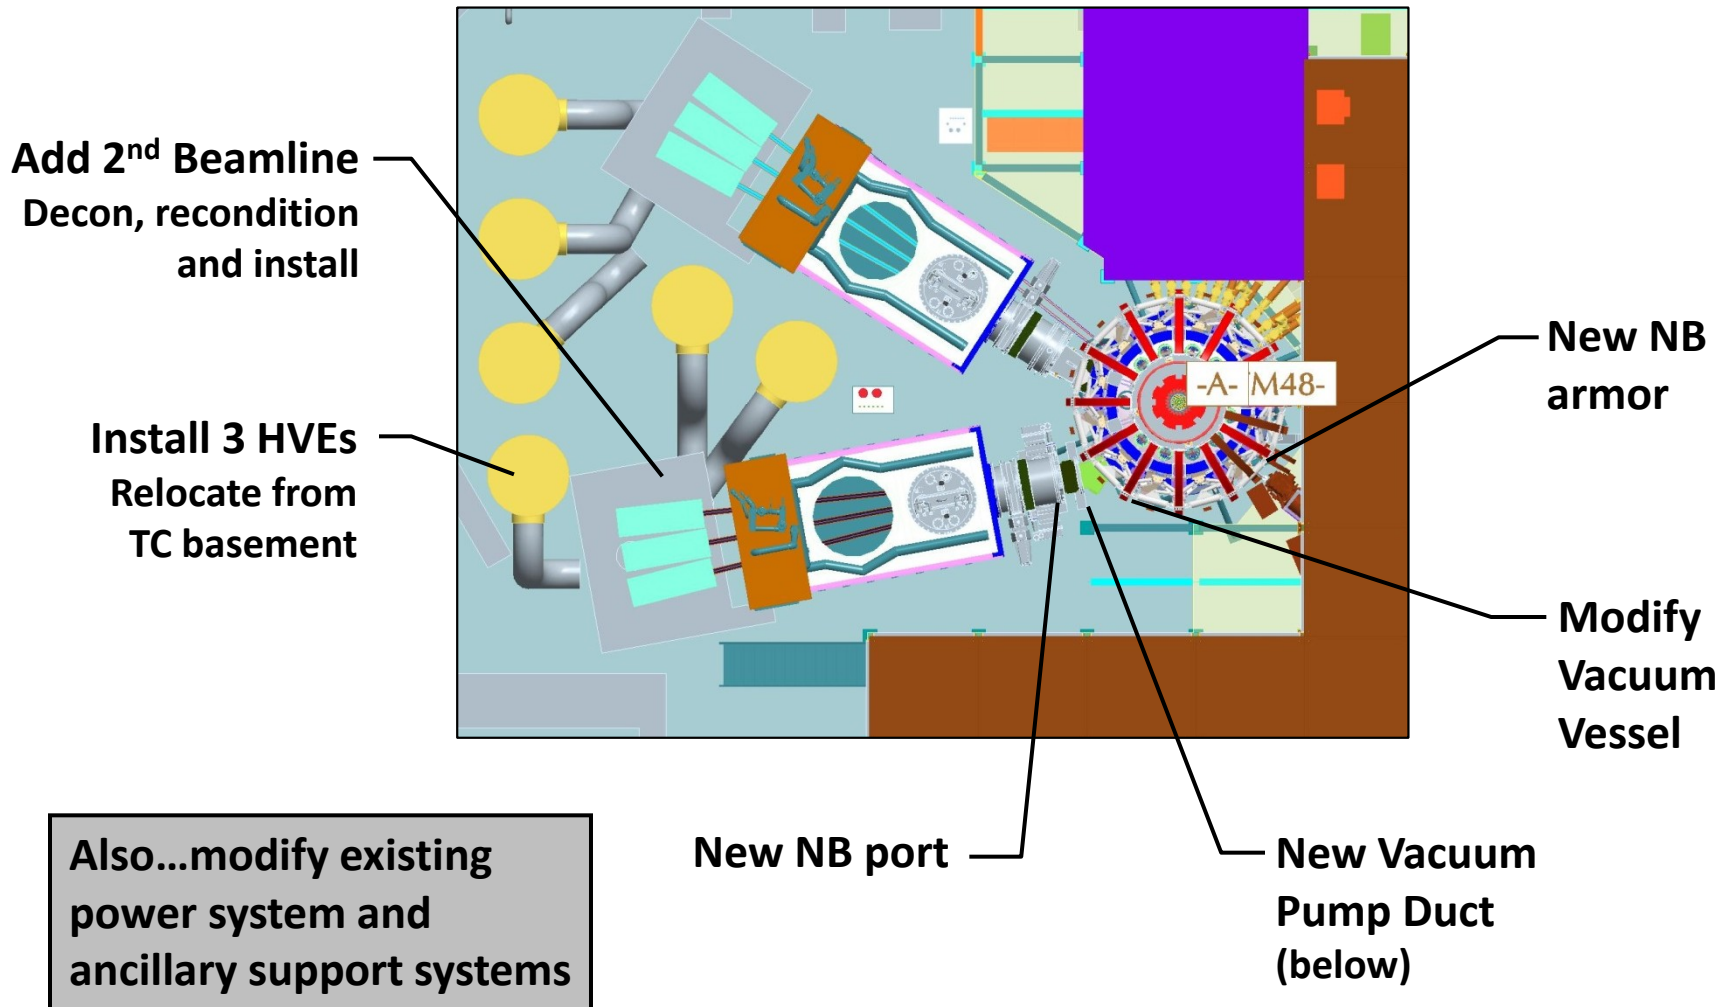 Add 2nd Beamline
Decon, recondition
and install
Install 3 HVEs
Relocate from
TC basement
-A- M48-
New NB
armor
Modify
Vacuum
Vessel
New NB port
New Vacuum
Pump Duct
(below)
Also...modify existing
power system and
ancillary support systems